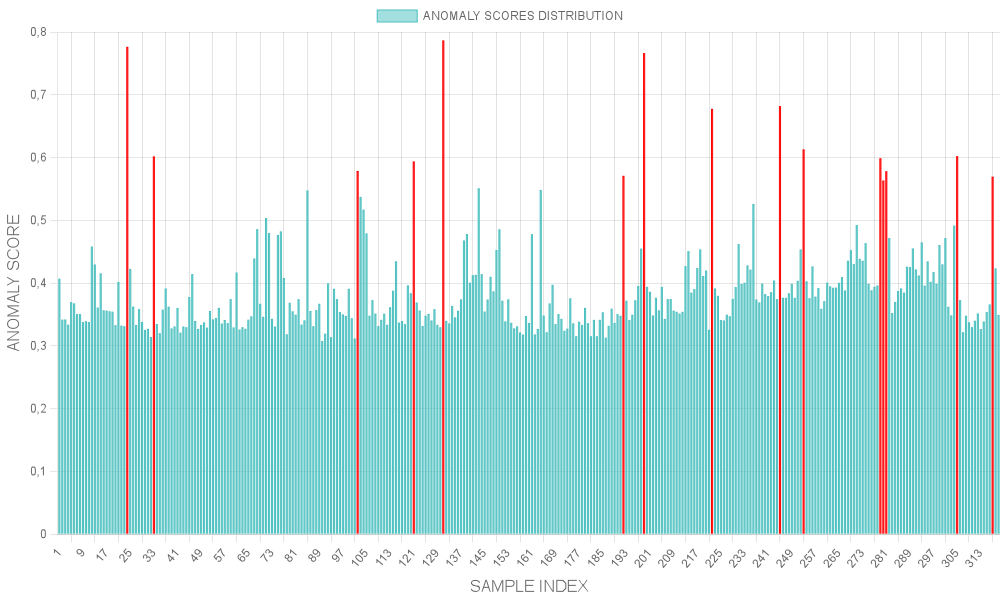 ANOMALY SCORES DISTRIBUTION
ANOMALY SCORE
0,8
0,7
0,6
0,5
0,4
0,3
0,2
0,1
0
1 9 17 25 33 41 49 57 65 73 81 89 97 105 113 121 129 137 145 153 161 169 177 185 193 201 209 217 225 233 241 249 257 265 273 281 289 297 305 313
SAMPLE INDEX